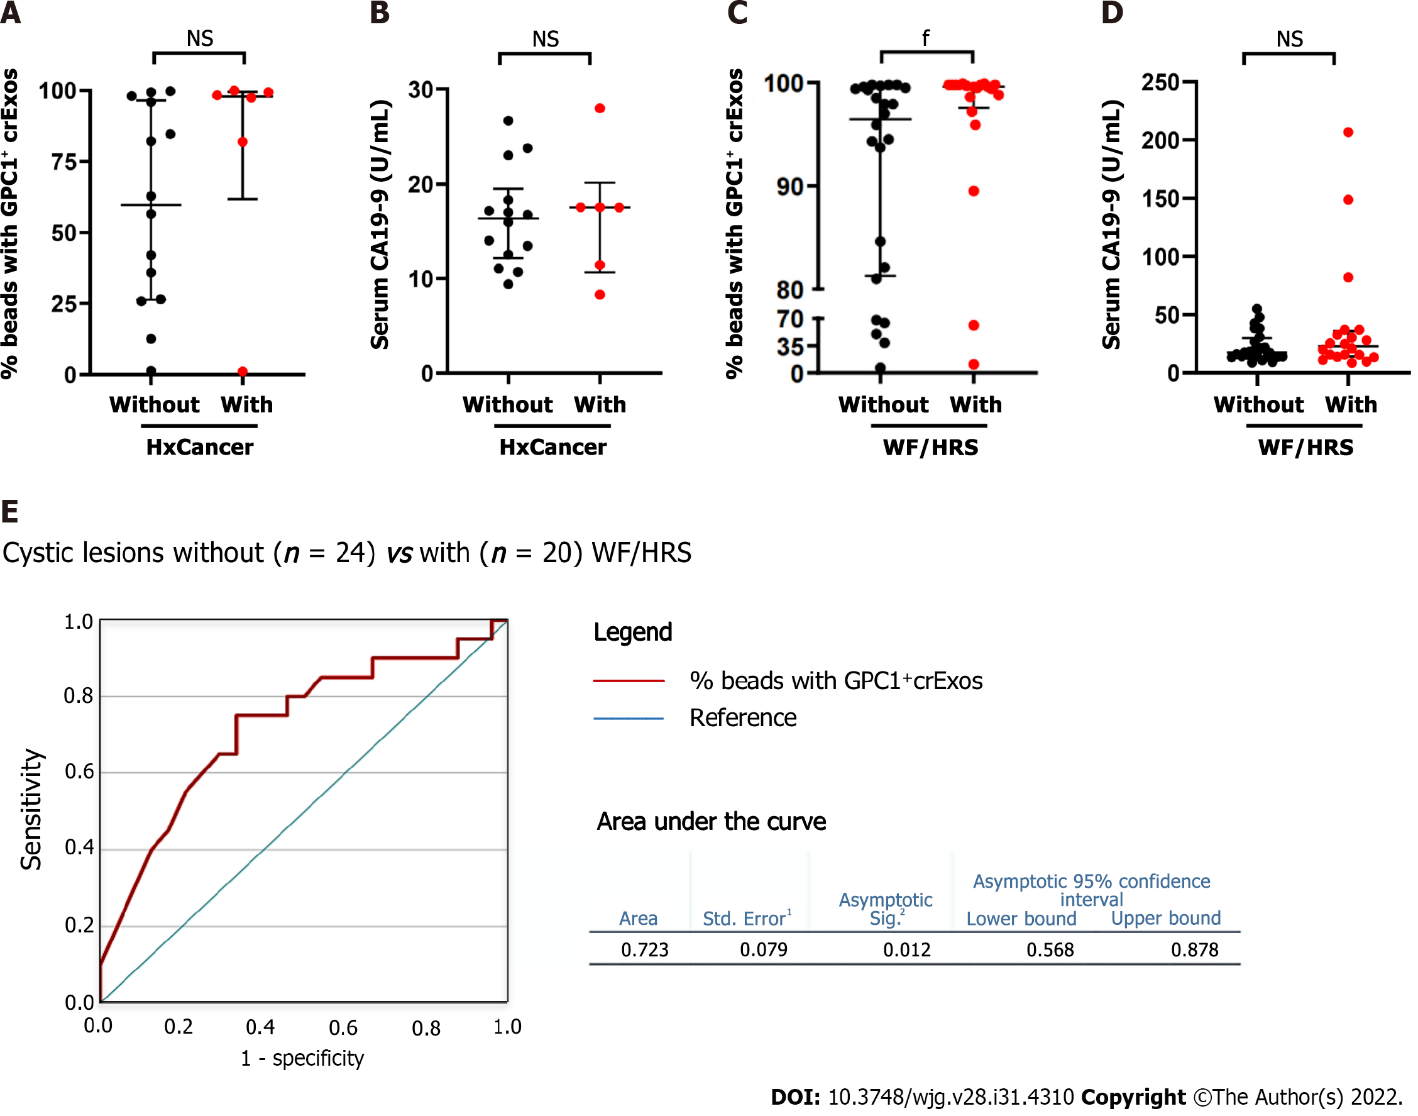 A
NS
% beads with GPC1+ crExos
100
75
50
25
0
Without With
HxCancer
B
NS
Serum CA19-9 (U/mL)
30
20
10
0
Without With
HxCancer
C
f
% beads with GPC1+ crExos
100
90
80
70
35
0
Without With
WF/HRS
D
NS
Serum CA19-9 (U/mL)
250
200
150
100
50
0
Without With
WF/HRS
E
Cystic lesions without (n = 24) vs with (n = 20) WF/HRS
Sensitivity
1.0
0.8
0.6
0.4
0.2
0.0
0.0 0.2 0.4 0.6 0.8 1.0
1 - specificity
Legend
% beads with GPC1+crExos
Reference
Area under the curve
Asymptotic 95% confidence
interval
Asymptotic
Area Std. Error1 Sig.2 Lower bound Upper bound
0.723 0.079 0.012 0.568 0.878
DOI: 10.3748/wjg.v28.i31.4310 Copyright ©The Author(s) 2022.